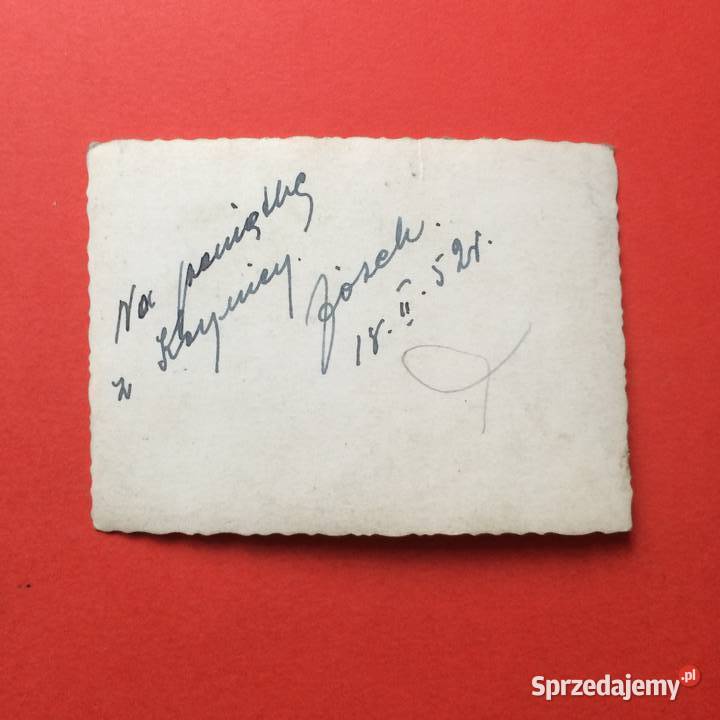 Na pamiątkę
z Krynicy.
Józek.
18.II.52r.
Sprzedajemy.pl